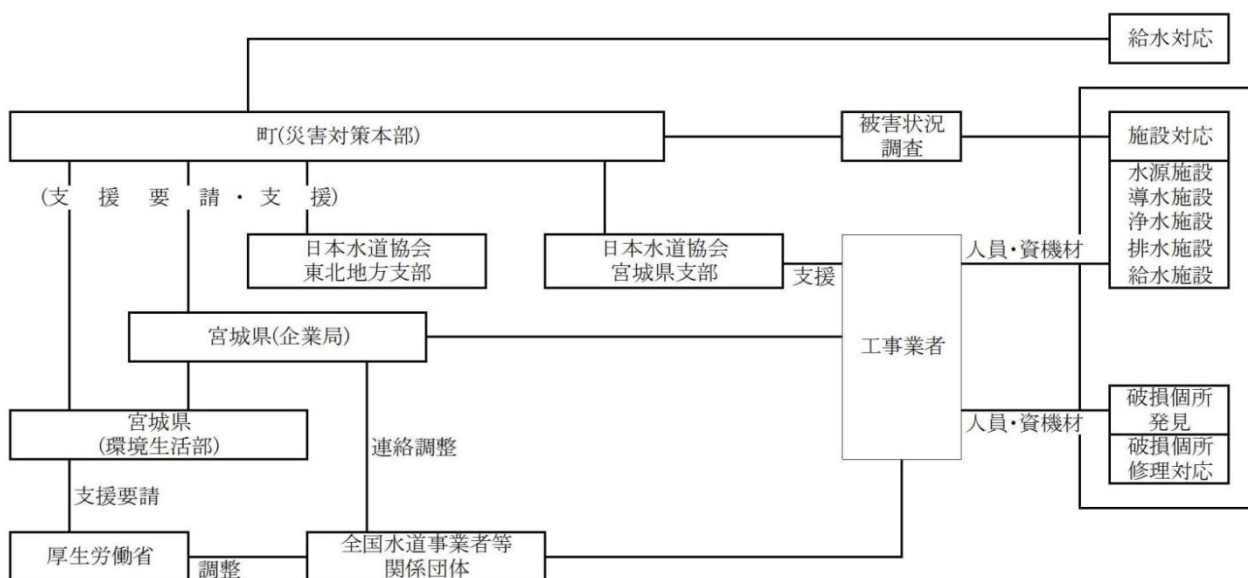 給水対応
町(災害対策本部)
被害状況
調査
施設対応
水源施設
導水施設
浄水施設
排水施設
給水施設
(支援要請・支援)
日本水道協会
東北地方支部
日本水道協会
宮城県支部
支援
人員・資機材
工事業者
宮城県(企業局)
宮城県
(環境生活部)
連絡調整
人員・資機材
破損個所
発見
破損個所
修理対応
支援要請
厚生労働省
調整
全国水道事業者等
関係団体